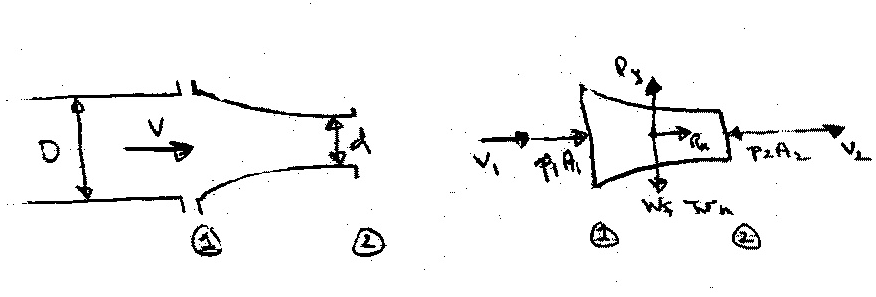 D
V
d
①
②
V₁
p₁A₁
Ry
Rx
p₂A₂
V₂
①
②